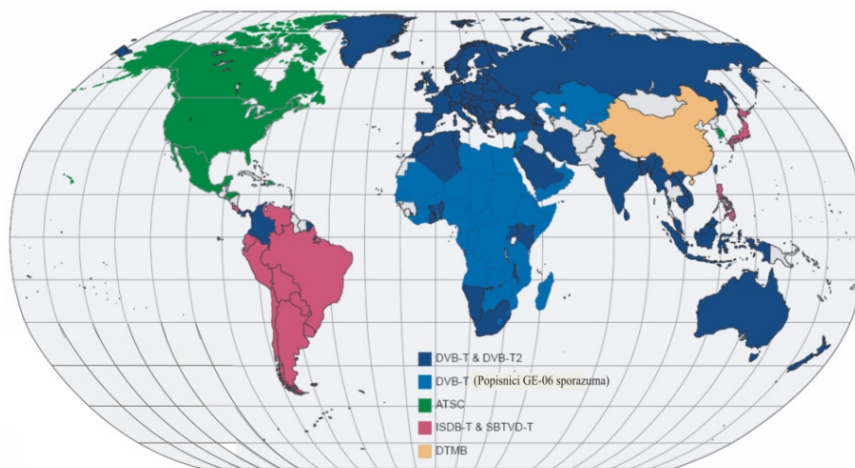 DVB-T & DVB-T2
DVB-T (Popisnici GE-06 sporazuma)
ATSC
ISDB-T & SBTVD-T
DTMB